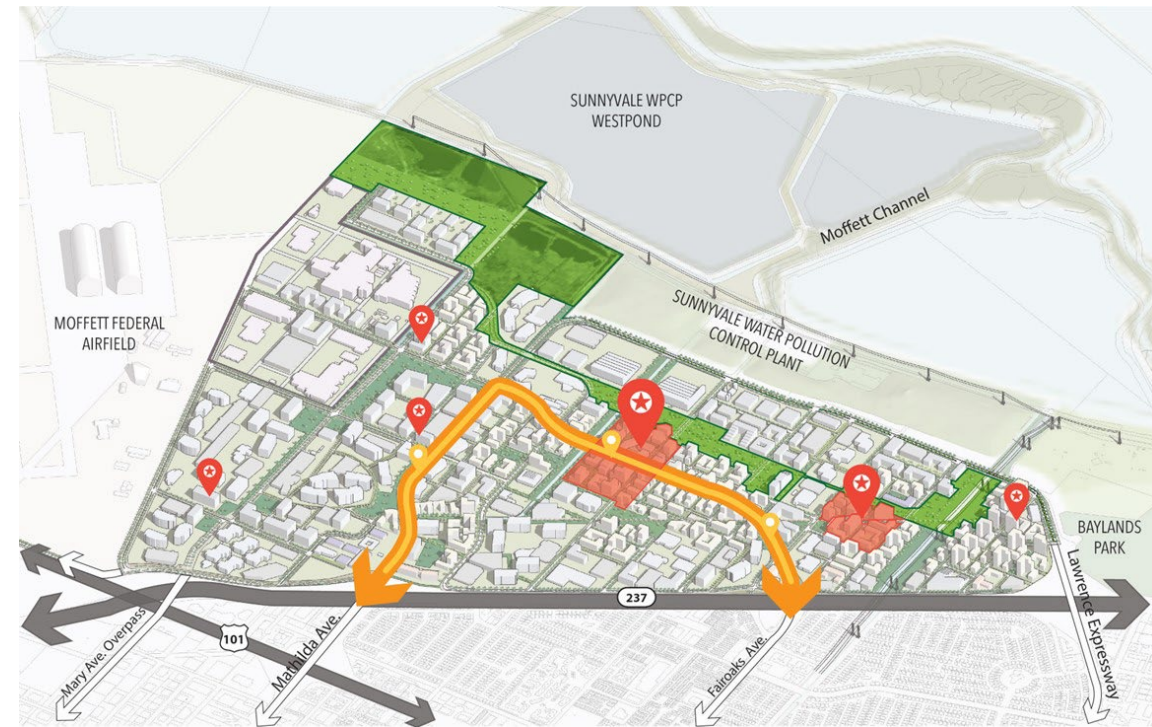 SUNNYVALE WPCP
WESTPOND
Moffett Channel
MOFFETT FEDERAL
AIRFIELD
SUNNYVALE WATER POLLUTION
CONTROL PLANT
BAYLANDS
PARK
237
101
Mary Ave. Overpass
Mathilda Ave.
Fairoaks Ave.
Lawrence Expressway